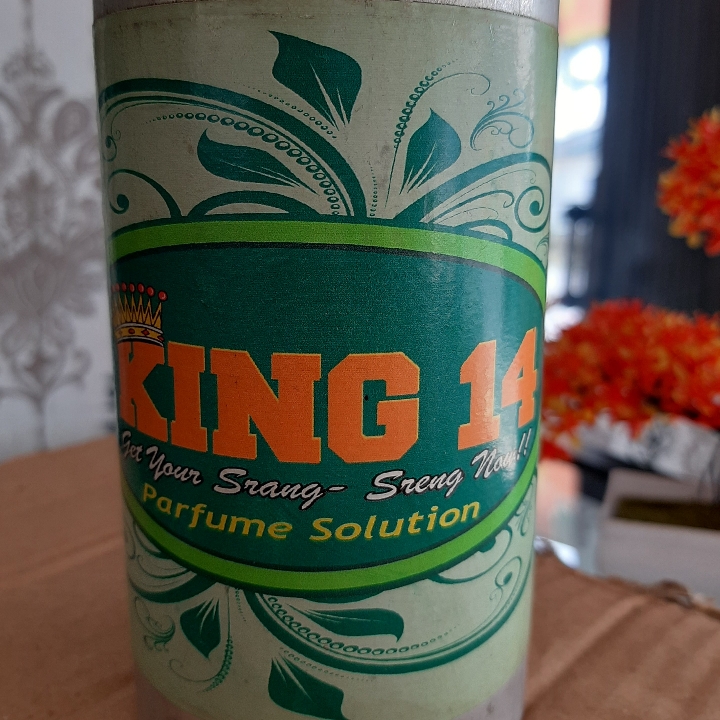 KING 14
Get Your Srang- Sreng Now!!
Parfume Solution